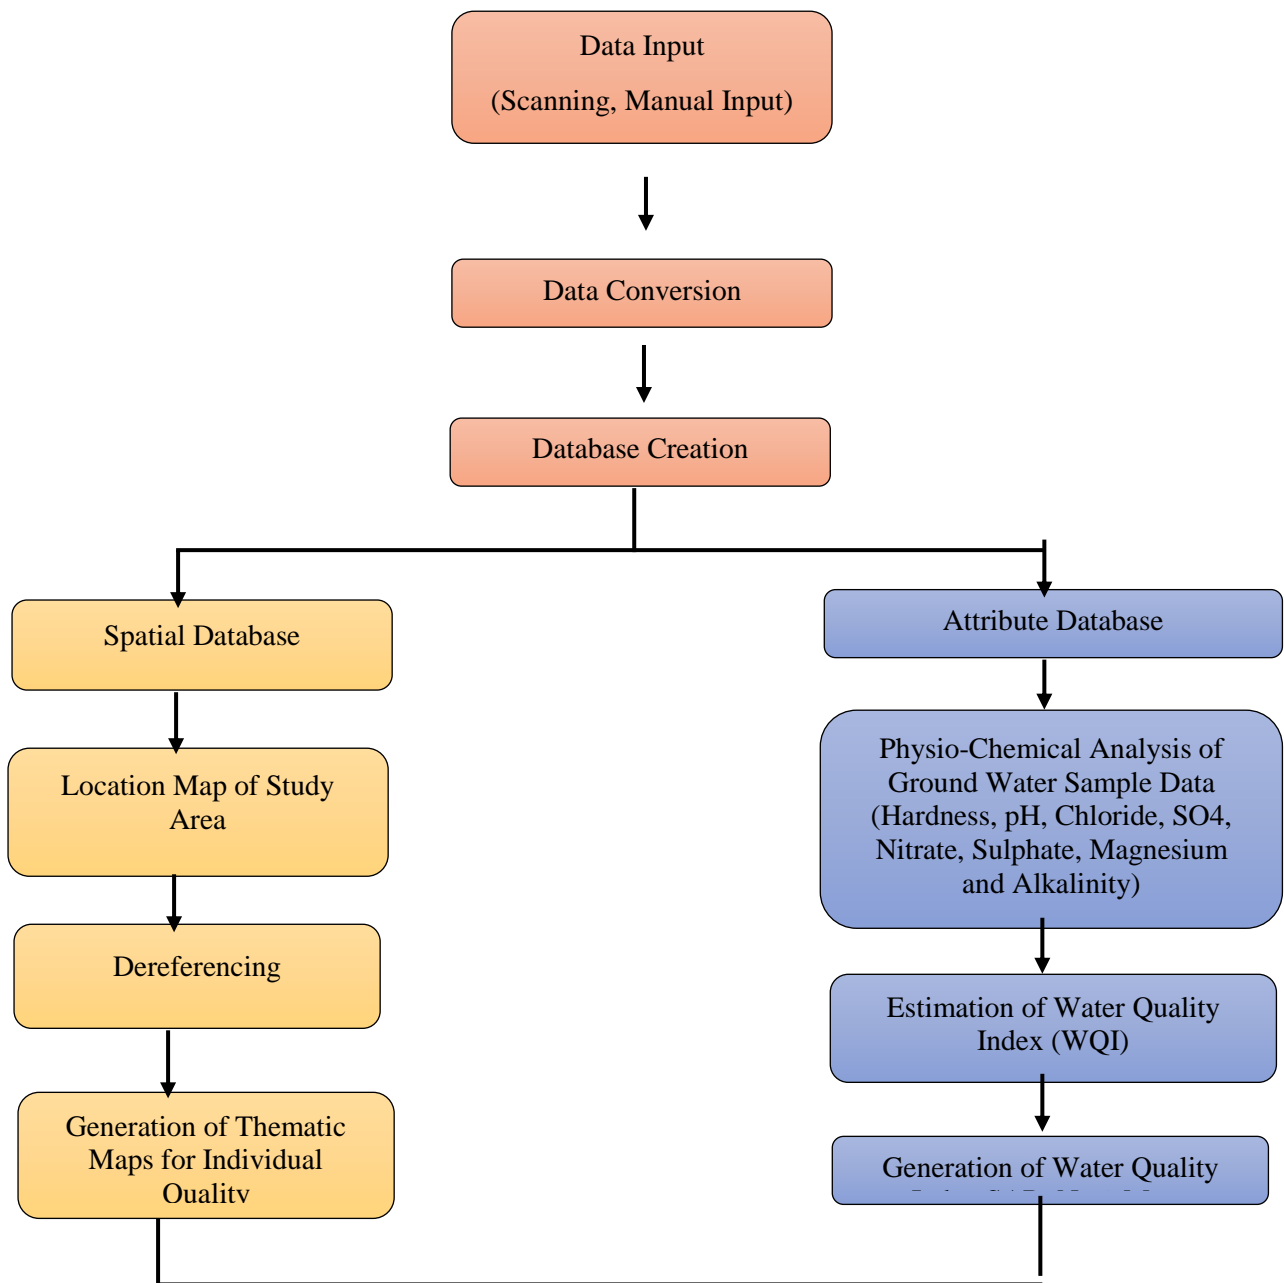 Data Input
(Scanning, Manual Input)
Data Conversion
Database Creation
Spatial Database
Location Map of Study
Area
Dereferencing
Generation of Thematic
Maps for Individual
Quality
Attribute Database
Physio-Chemical Analysis of
Ground Water Sample Data
(Hardness, pH, Chloride, SO4,
Nitrate, Sulphate, Magnesium
and Alkalinity)
Estimation of Water Quality
Index (WQI)
Generation of Water Quality